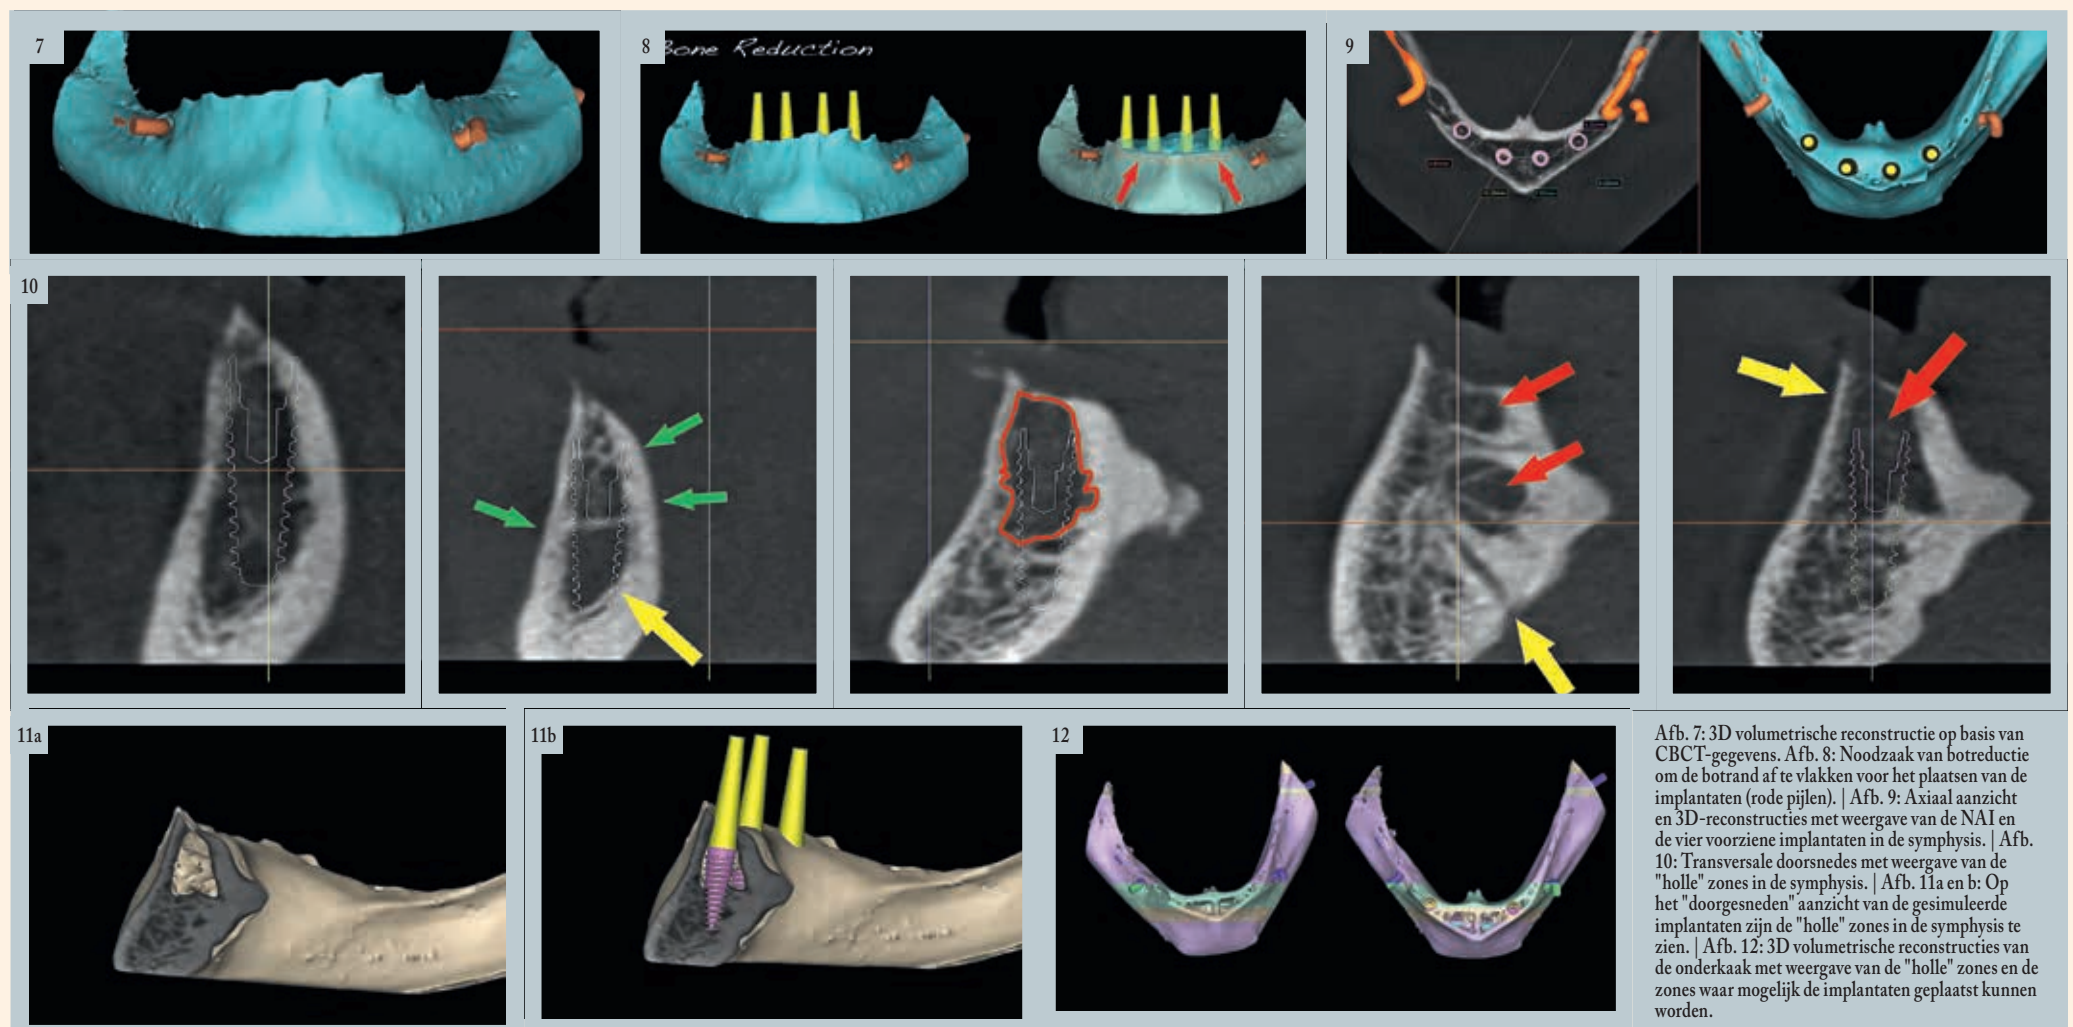 7
8
Bone Reduction
9
10
11a
11b
12
Afb. 7: 3D volumetrische reconstructie op basis van
CBCT-gegevens. Afb. 8: Noodzaak van botreductie
om de botrand af te vlakken voor het plaatsen van de
implantaten (rode pijlen). | Afb. 9: Axiaal aanzicht
en 3D-reconstructies met weergave van de NAI en
de vier voorziene implantaten in de symphysis. | Afb.
10: Transversale doorsnedes met weergave van de
"holle" zones in de symphysis. | Afb. 11a en b: Op
het "doorgesneden" aanzicht van de gesimuleerde
implantaten zijn de "holle" zones in de symphysis te
zien. | Afb. 12: 3D volumetrische reconstructies van
de onderkaak met weergave van de "holle" zones en de
zones waar mogelijk de implantaten geplaatst kunnen
worden.